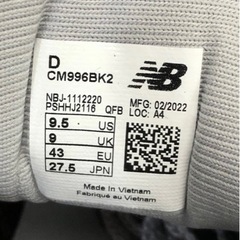 D
CM996BK2
NB
NBJ-1112220
PSHHJ2116 QFB
MFG: 02/2022
LOC: A4
9.5 US
9 UK
43 EU
27.5 JPN
Made in Vietnam
Fabriqué au Vietnam